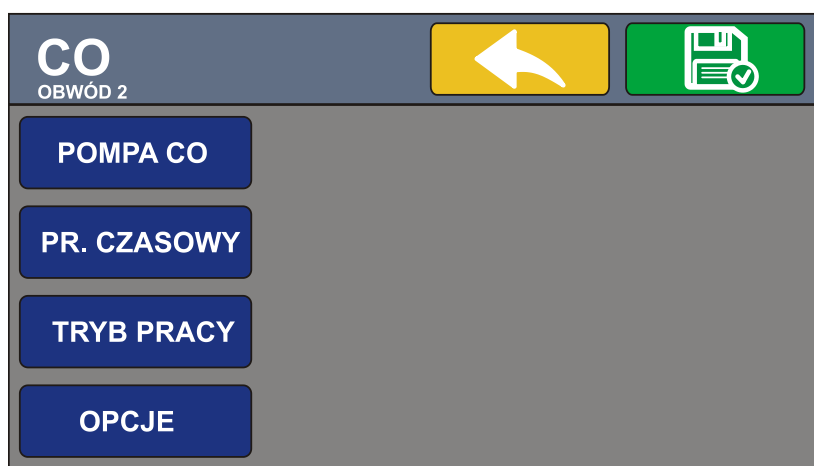 CO
OBWÓD 2
POMPA CO
PR. CZASOWY
TRYB PRACY
OPCJE